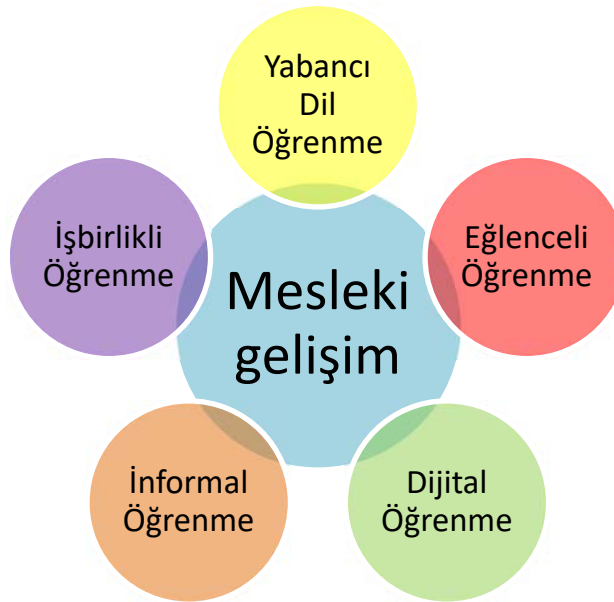 Yabancı
Dil
Öğrenme
İşbirlikli
Öğrenme
Eğlenceli
Öğrenme
Mesleki
gelişim
İnformal
Öğrenme
Dijital
Öğrenme